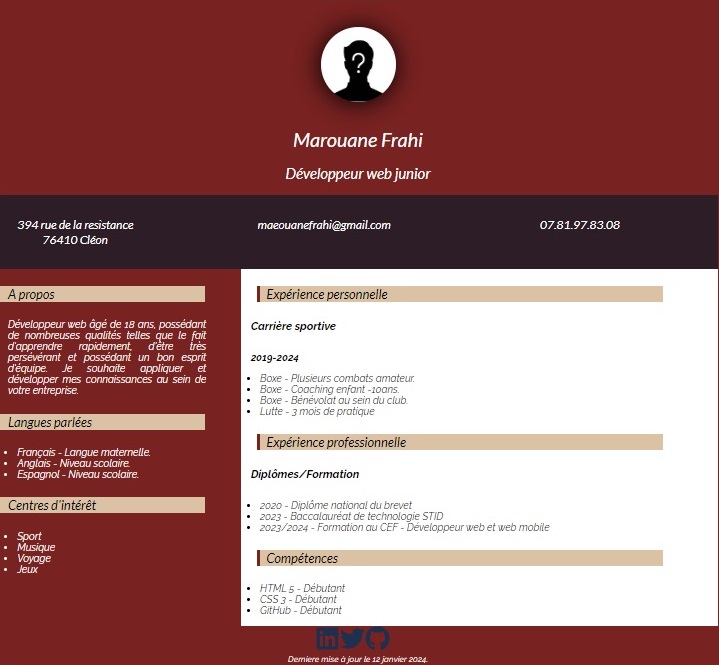 Marouane Frahi
Développeur web junior
394 rue de la resistance
76410 Cléon
maeouanefrahi@gmail.com
07.81.97.83.08
A propos
Développeur web âgé de 18 ans, possédant
de nombreuses qualités telles que le fait
d'apprendre rapidement, d'être très
persévérant et possédant un bon esprit
d'équipe. Je souhaite appliquer et
développer mes connaissances au sein de
votre entreprise.
Langues parlées
Français - Langue maternelle.
Anglais - Niveau scolaire.
Espagnol - Niveau scolaire.
Centres d'intérêt
Sport
Musique
Voyage
Jeux
Expérience personnelle
Carrière sportive
2019-2024
Boxe - Plusieurs combats amateur.
Boxe - Coaching enfant -10ans.
Boxe - Bénévolat au sein du club.
Lutte - 3 mois de pratique
Expérience professionnelle
Diplômes/Formation
2020 - Diplôme national du brevet
2023 - Baccalauréat de technologie STID
2023/2024 - Formation au CEF - Développeur web et web mobile
Compétences
HTML 5 - Débutant
CSS 3 - Débutant
GitHub - Débutant
Derniere mise à jour le 12 janvier 2024.